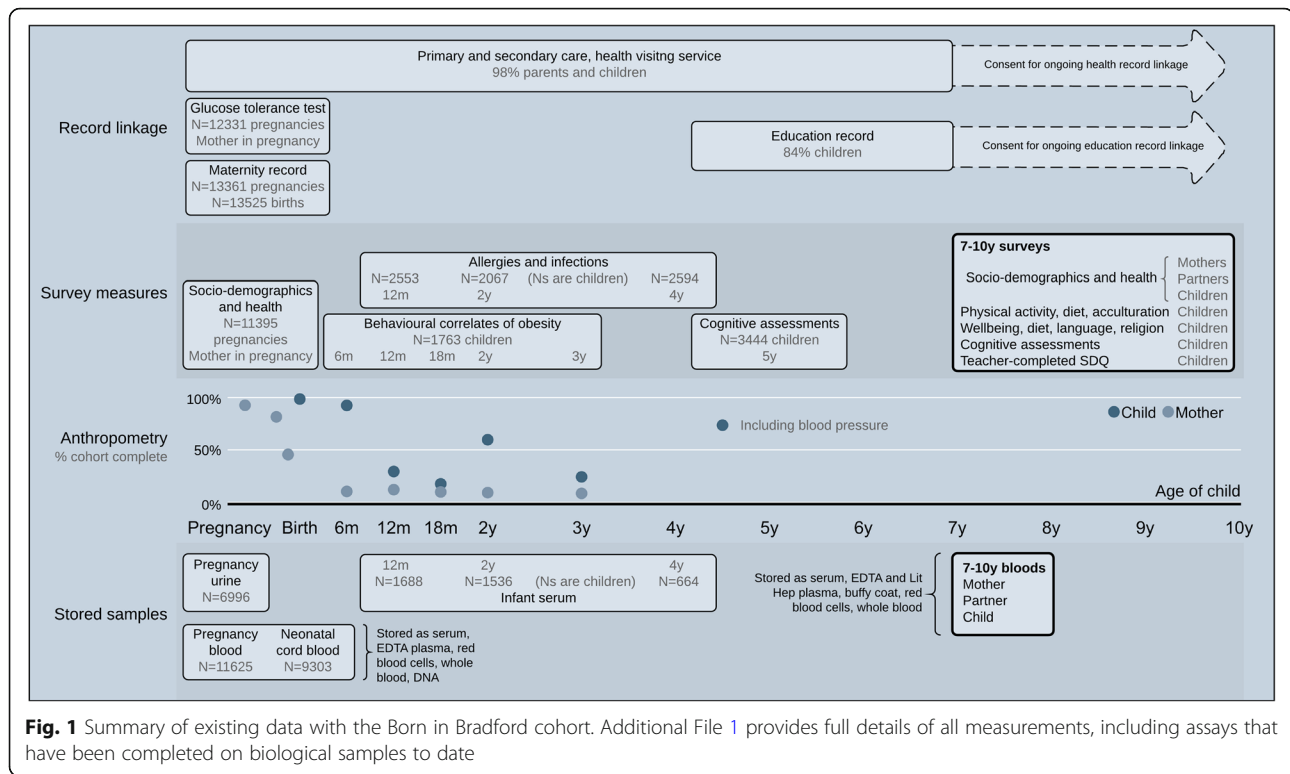 Primary and secondary care, health visitng service
98% parents and children
Consent for ongoing health record linkage
Record linkage
Glucose tolerance test
N=12331 pregnancies
Mother in pregnancy
Education record
84% children
Consent for ongoing education record linkage
Maternity record
N=13361 pregnancies
N=13525 births
Survey measures
Socio-demographics
and health
N=11395
pregnancies
Mother in pregnancy
Allergies and infections
N=2553 N=2067 (Ns are children) N=2594
12m 2y 4y
Behavioural correlates of obesity
N=1763 children
6m 12m 18m 2y 3y
Cognitive assessments
N=3444 children
5y
7-10y surveys
Socio-demographics and health
Mothers
Partners
Children
Physical activity, diet, acculturation Children
Wellbeing, diet, language, religion Children
Cognitive assessments Children
Teacher-completed SDQ Children
Anthropometry
% cohort complete
100%
50%
0%
Including blood pressure
Child Mother
Age of child
Pregnancy Birth 6m 12m 18m 2y 3y 4y 5y 6y 7y 8y 9y 10y
Stored samples
Pregnancy
urine
N=6996
12m 2y 4y
N=1688 N=1536 (Ns are children) N=664
Infant serum
Stored as serum, EDTA and Lit
Hep plasma, buffy coat, red
blood cells, whole blood
7-10y bloods
Mother
Partner
Child
Pregnancy Neonatal
blood cord blood
N=11625 N=9303
Stored as serum,
EDTA plasma, red
blood cells, whole
blood, DNA
Fig. 1 Summary of existing data with the Born in Bradford cohort. Additional File 1 provides full details of all measurements, including assays that
have been completed on biological samples to date